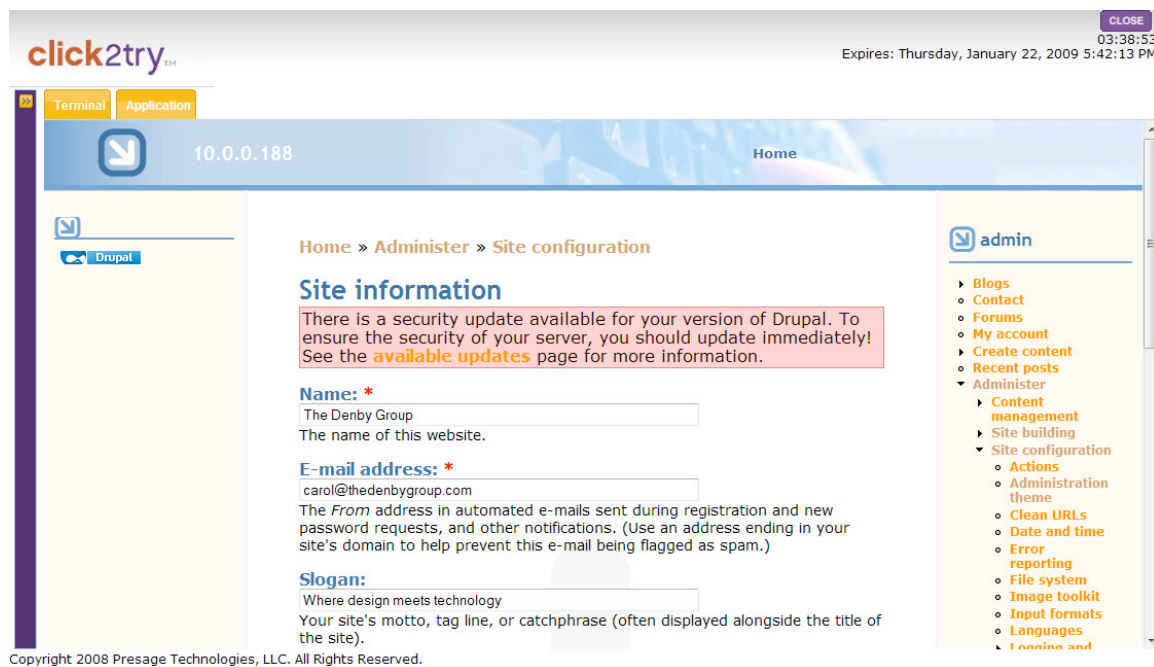 CLOSE
03:38:53
Expires: Thursday, January 22, 2009 5:42:13 PM
click2try™
Terminal
Application
10.0.0.188
Home
Drupal
Home » Administer » Site configuration
Site information
There is a security update available for your version of Drupal. To
ensure the security of your server, you should update immediately!
See the available updates page for more information.
Name: *
The Denby Group
The name of this website.
E-mail address: *
carol@thedenbygroup.com
The From address in automated e-mails sent during registration and new
password requests, and other notifications. (Use an address ending in your
site's domain to help prevent this e-mail being flagged as spam.)
Slogan:
Where design meets technology
Your site's motto, tag line, or catchphrase (often displayed alongside the title of
the site).
admin
Blogs
Contact
Forums
My account
Create content
Recent posts
Administer
Content
management
Site building
Site configuration
Actions
Administration
theme
Clean URLs
Date and time
Error
reporting
File system
Image toolkit
Input formats
Languages
Logging and
Copyright 2008 Presage Technologies, LLC. All Rights Reserved.